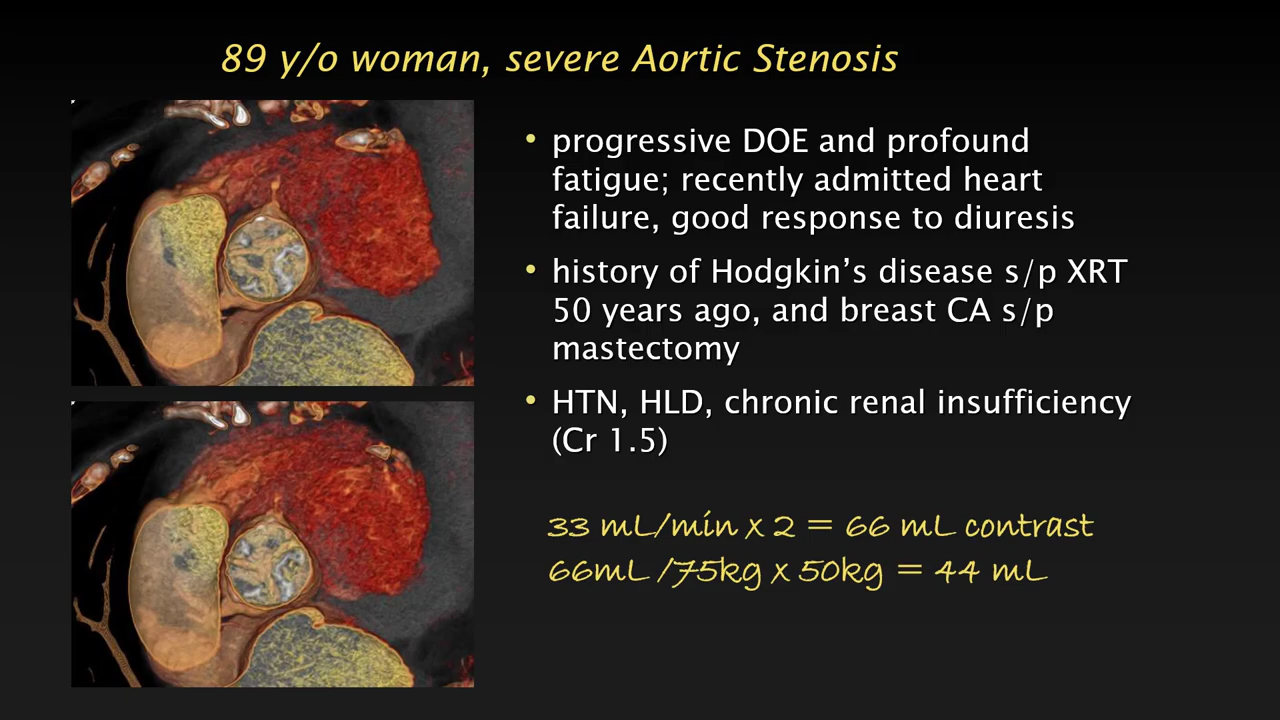 89 y/o woman, severe Aortic Stenosis
• progressive DOE and profound
fatigue; recently admitted heart
failure, good response to diuresis
• history of Hodgkin’s disease s/p XRT
50 years ago, and breast CA s/p
mastectomy
• HTN, HLD, chronic renal insufficiency
(Cr 1.5)
33 mL/min x 2 = 66 mL contrast
66mL /75kg x 50kg = 44 mL